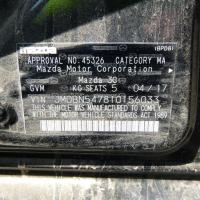 (BPDB)
APPROVAL NO. 45326 CATEGORY MA
Mazda Motor Corporation
Mazda 3
GVM KG SEATS 5 04/17
VIN JM0BN547810156033
THIS VEHICLE WAS MANUFACTURED TO COMPLY
WITH THE MOTOR VEHICLE STANDARDS ACT 1989